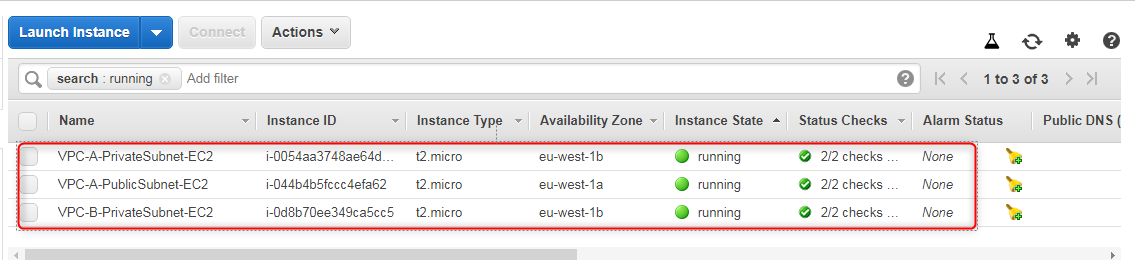 Launch Instance Connect Actions
search : running Add filter 1 to 3 of 3
Name Instance ID Instance Type Availability Zone Instance State Status Checks Alarm Status Public DNS (
VPC-A-PrivateSubnet-EC2 i-0054aa3748ae64d... t2.micro eu-west-1b running 2/2 checks ... None
VPC-A-PublicSubnet-EC2 i-044b4b5fccc4efa62 t2.micro eu-west-1a running 2/2 checks ... None
VPC-B-PrivateSubnet-EC2 i-0d8b70ee349ca5cc5 t2.micro eu-west-1b running 2/2 checks ... None